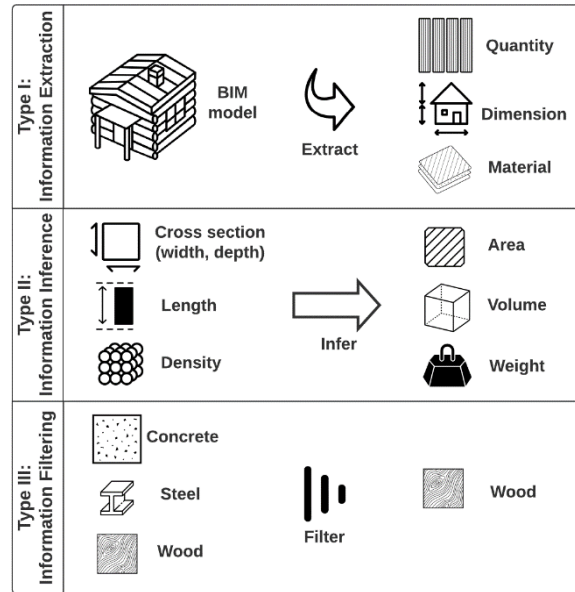 Type I:
Information Extraction
BIM
model
Extract
Quantity
Dimension
Material
Type II:
Information Inference
Cross section
(width, depth)
Length
Density
Infer
Area
Volume
Weight
Type III:
Information Filtering
Concrete
Steel
Wood
Filter
Wood